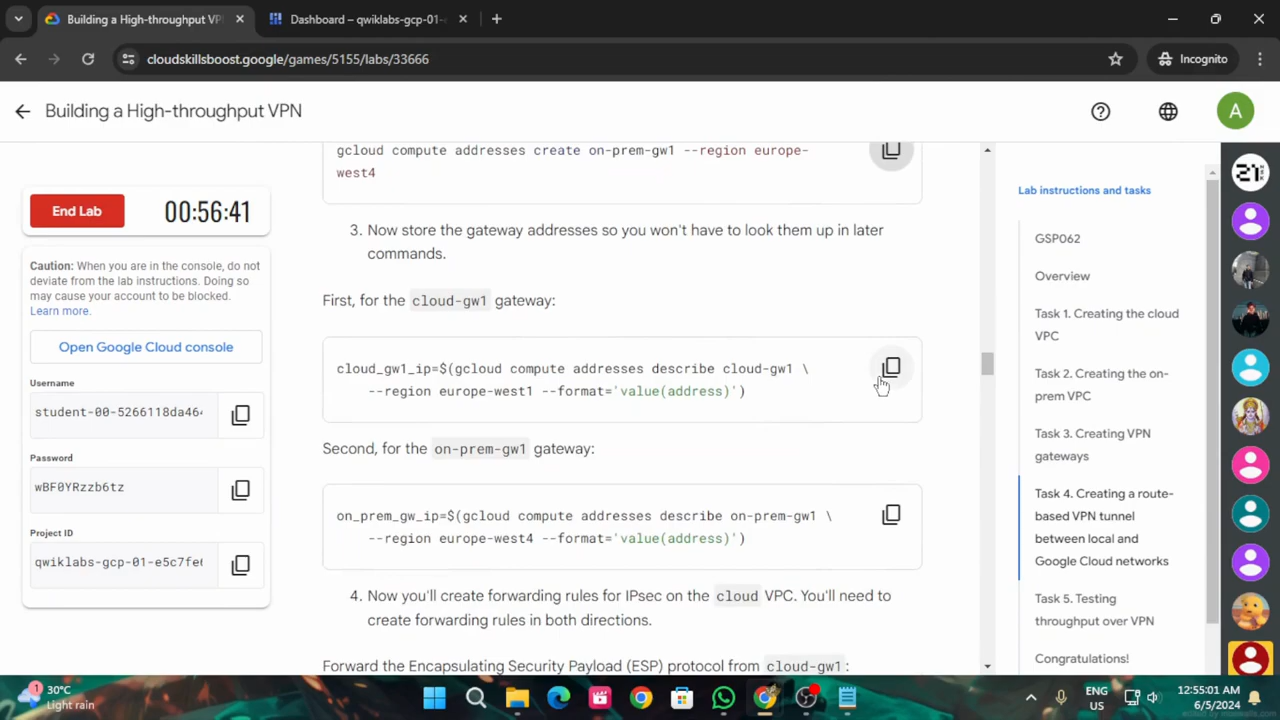 Building a High-throughput VP
Dashboard – qwiklabs-gcp-01-
cloudskillsboost.google/games/5155/labs/33666
Incognito
Building a High-throughput VPN
A
End Lab
00:56:41
Caution: When you are in the console, do not
deviate from the lab instructions. Doing so
may cause your account to be blocked.
Learn more.
Open Google Cloud console
Username
student-00-5266118da464
Password
wBF0YRzzb6tz
Project ID
qwiklabs-gcp-01-e5c7fe
gcloud compute addresses create on-prem-gw1 --region europe-
west4
3. Now store the gateway addresses so you won't have to look them up in later
commands.
First, for the cloud-gw1 gateway:
cloud_gw1_ip=$(gcloud compute addresses describe cloud-gw1 \
--region europe-west1 --format='value(address)')
Second, for the on-prem-gw1 gateway:
on_prem_gw_ip=$(gcloud compute addresses describe on-prem-gw1 \
--region europe-west4 --format='value(address)')
4. Now you'll create forwarding rules for IPsec on the cloud VPC. You'll need to
create forwarding rules in both directions.
Forward the Encapsulating Security Payload (ESP) protocol from cloud-gw1:
Lab instructions and tasks
GSP062
Overview
Task 1. Creating the cloud
VPC
Task 2. Creating the on-
prem VPC
Task 3. Creating VPN
gateways
Task 4. Creating a route-
based VPN tunnel
between local and
Google Cloud networks
Task 5. Testing
throughput over VPN
Congratulations!
21
1
30°C
Light rain
ENG
US
12:55:01 AM
6/5/2024